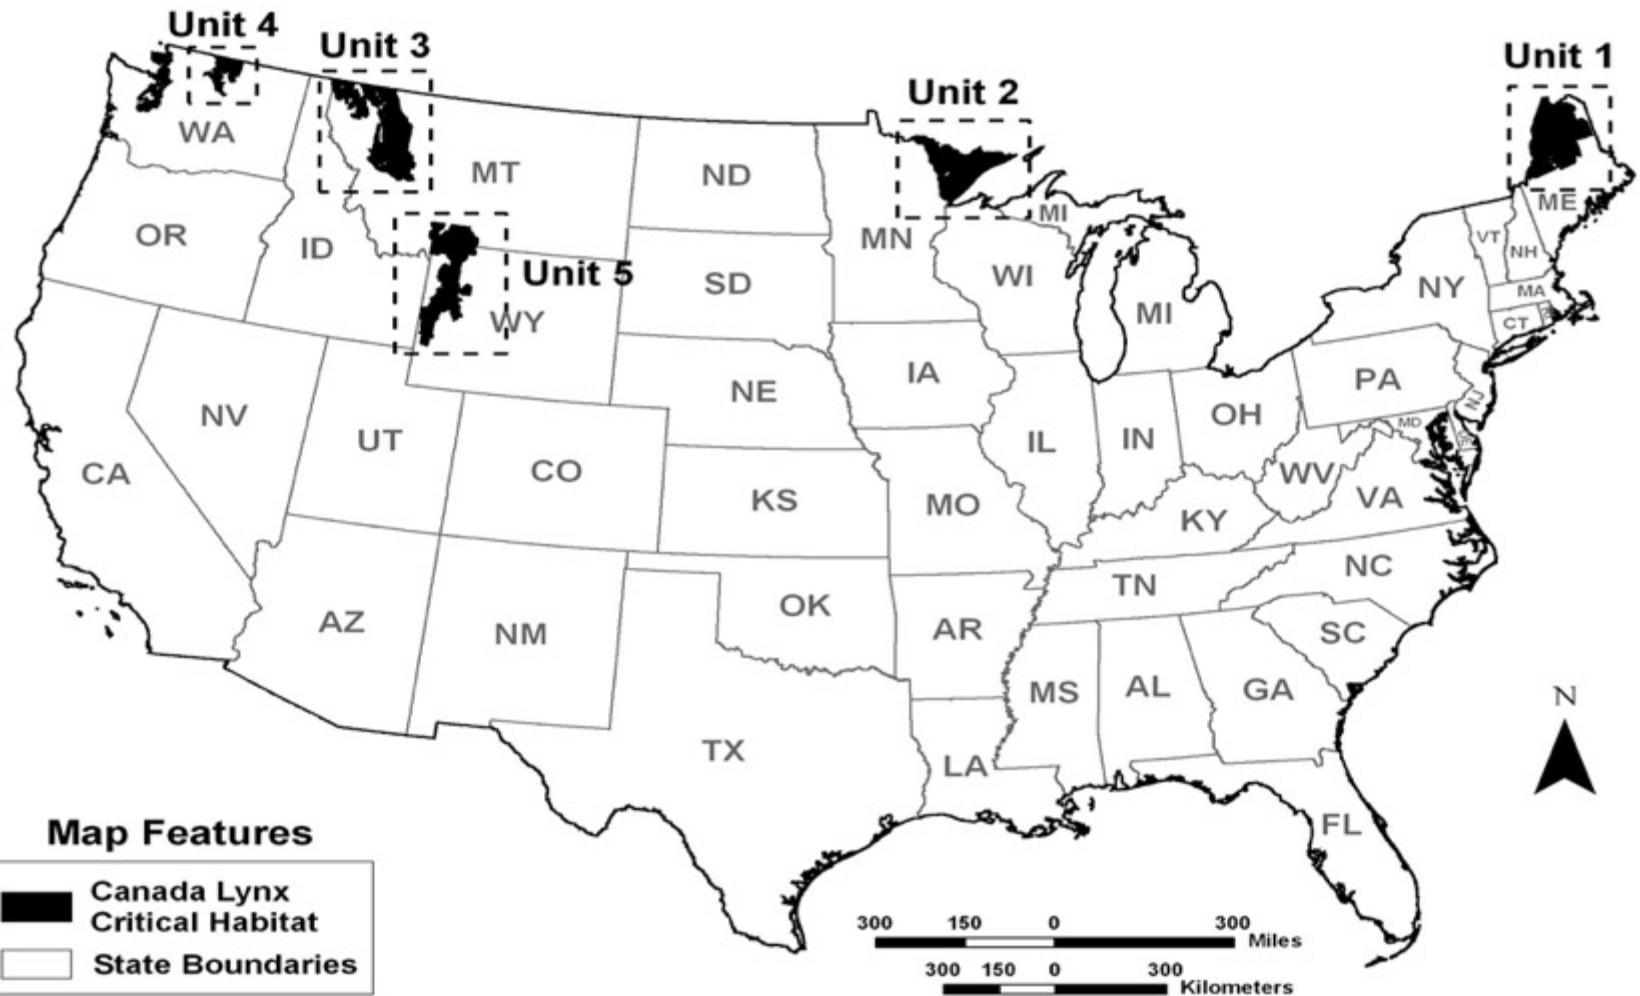 Unit 4
Unit 3
Unit 1
Unit 2
WA
MT
ND
ME
OR
ID
MN
MI
VT
NH
Unit 5
SD
WI
NY
MA
WY
MI
CT
IA
PA
NE
NJ
NV
OH
MD
UT
IL
IN
CA
CO
WV
KS
MO
VA
KY
NC
TN
AZ
NM
OK
AR
SC
MS
AL
GA
N
TX
LA
FL
Map Features
Canada Lynx
Critical Habitat
State Boundaries
300 150 0 300
Miles
300 150 0 300
Kilometers